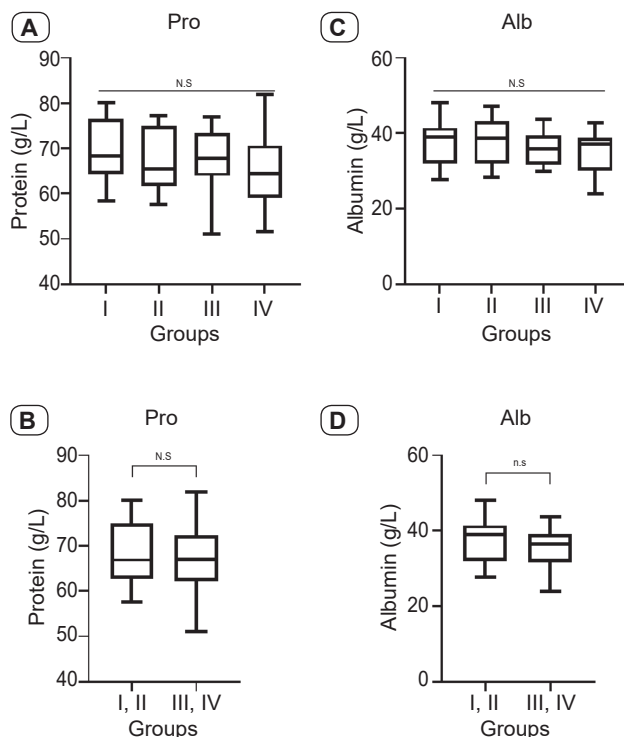 A
Pro
Protein (g/L)
90
80
70
60
50
40
N.S
I II III IV
Groups
C
Alb
Albumin (g/L)
60
40
20
0
N.S
I II III IV
Groups
B
Pro
Protein (g/L)
90
80
70
60
50
40
N.S
I, II III, IV
Groups
D
Alb
Albumin (g/L)
60
40
20
0
n.s
I, II III, IV
Groups